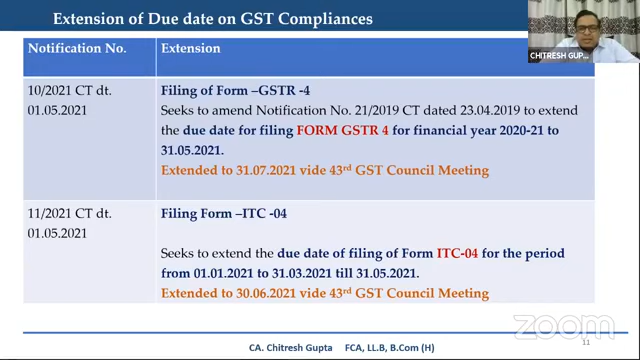 Extension of Due date on GST Compliances
CHITRESH GUP...
Notification No.
Extension
10/2021 CT dt.
01.05.2021
Filing of Form –GSTR -4
Seeks to amend Notification No. 21/2019 CT dated 23.04.2019 to extend
the due date for filing FORM GSTR 4 for financial year 2020-21 to
31.05.2021.
Extended to 31.07.2021 vide 43rd GST Council Meeting
11/2021 CT dt.
01.05.2021
Filing Form –ITC -04
Seeks to extend the due date of filing of Form ITC-04 for the period
from 01.01.2021 to 31.03.2021 till 31.05.2021.
Extended to 30.06.2021 vide 43rd GST Council Meeting
zoom
11
CA. Chitresh Gupta FCA, LL.B, B.Com (H)